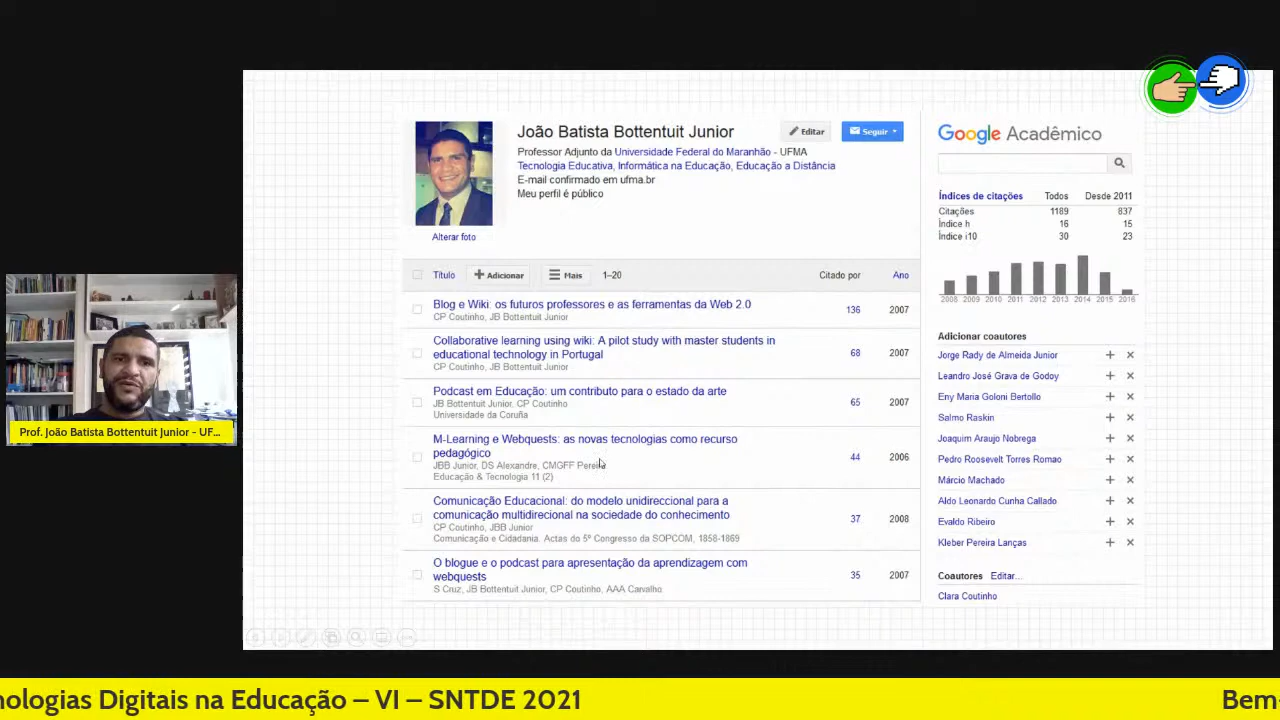 João Batista Bottentuit Junior
Editar
Seguir
Professor Adjunto da Universidade Federal do Maranhão - UFMA
Tecnologia Educativa, Informática na Educação, Educação a Distância
E-mail confirmado em ufma.br
Meu perfil é público
Alterar foto
Título
Adicionar
Mais
1–20
Citado por
Ano
Blog e Wiki: os futuros professores e as ferramentas da Web 2.0
CP Coutinho, JB Bottentuit Junior
136
2007
Collaborative learning using wiki: A pilot study with master students in
educational technology in Portugal
CP Coutinho, JB Bottentuit Junior
68
2007
Podcast em Educação: um contributo para o estado da arte
JB Bottentuit Junior, CP Coutinho
Universidade da Coruña
65
2007
M-Learning e Webquests: as novas tecnologias como recurso
pedagógico
JBB Junior, DS Alexandre, CMGFF Pereira
Educação & Tecnologia 11 (2)
44
2006
Comunicação Educacional: do modelo unidireccional para a
comunicação multidirecional na sociedade do conhecimento
CP Coutinho, JBB Junior
Comunicação e Cidadania. Actas do 5º Congresso da SOPCOM, 1858-1869
37
2008
O blogue e o podcast para apresentação da aprendizagem com
webquests
S Cruz, JB Bottentuit Junior, CP Coutinho, AAA Carvalho
35
2007
Google Acadêmico
Índices de citações Todos Desde 2011
Citações 1189 837
Índice h 16 15
Índice i10 30 23
2008 2009 2010 2011 2012 2013 2014 2015 2016
Adicionar coautores
Jorge Rady de Almeida Junior
Leandro José Grava de Godoy
Eny Maria Goloni Bertollo
Salmo Raskin
Joaquim Araujo Nobrega
Pedro Roosevelt Torres Romao
Márcio Machado
Aldo Leonardo Cunha Callado
Evaldo Ribeiro
Kleber Pereira Lanças
Coautores Editar...
Clara Coutinho
Prof. João Batista Bottentuit Junior - UF...
nologias Digitais na Educação – VI – SNTDE 2021
Bem-